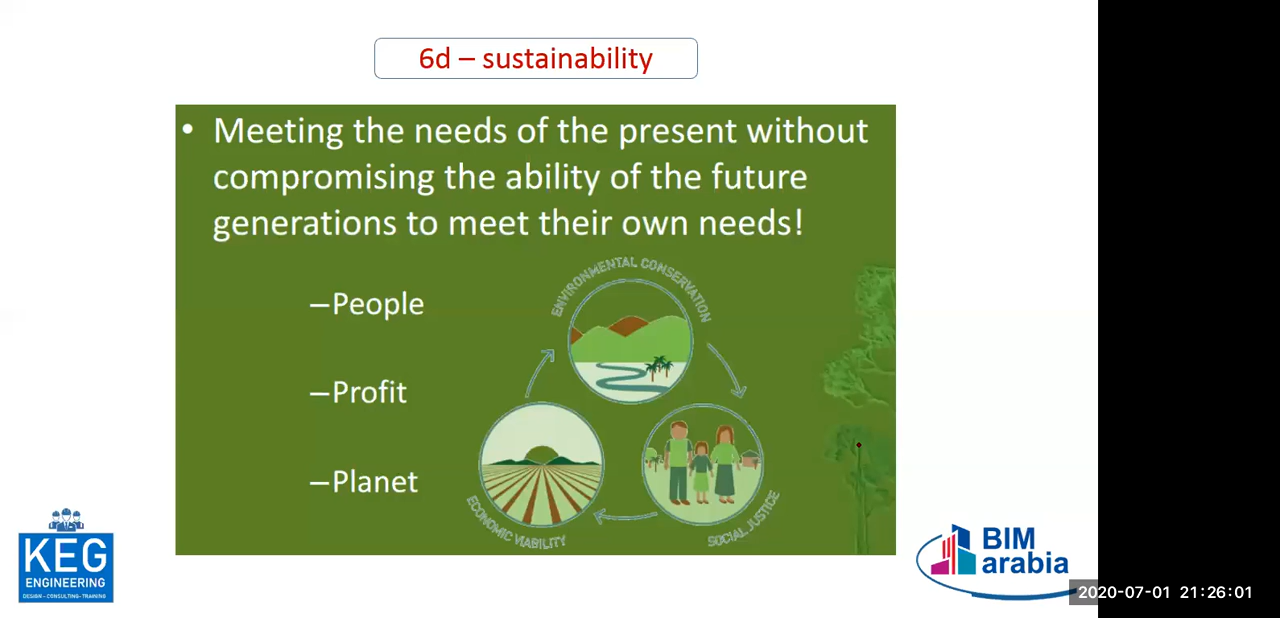 6d – sustainability
• Meeting the needs of the present without
compromising the ability of the future
generations to meet their own needs!
–People
–Profit
–Planet
ENVIRONMENTAL CONSERVATION
ECONOMIC VIABILITY
SOCIAL JUSTICE
KEG
ENGINEERING
DESIGN – CONSULTING – TRAINING
BIM
arabia
2020-07-01 21:26:01